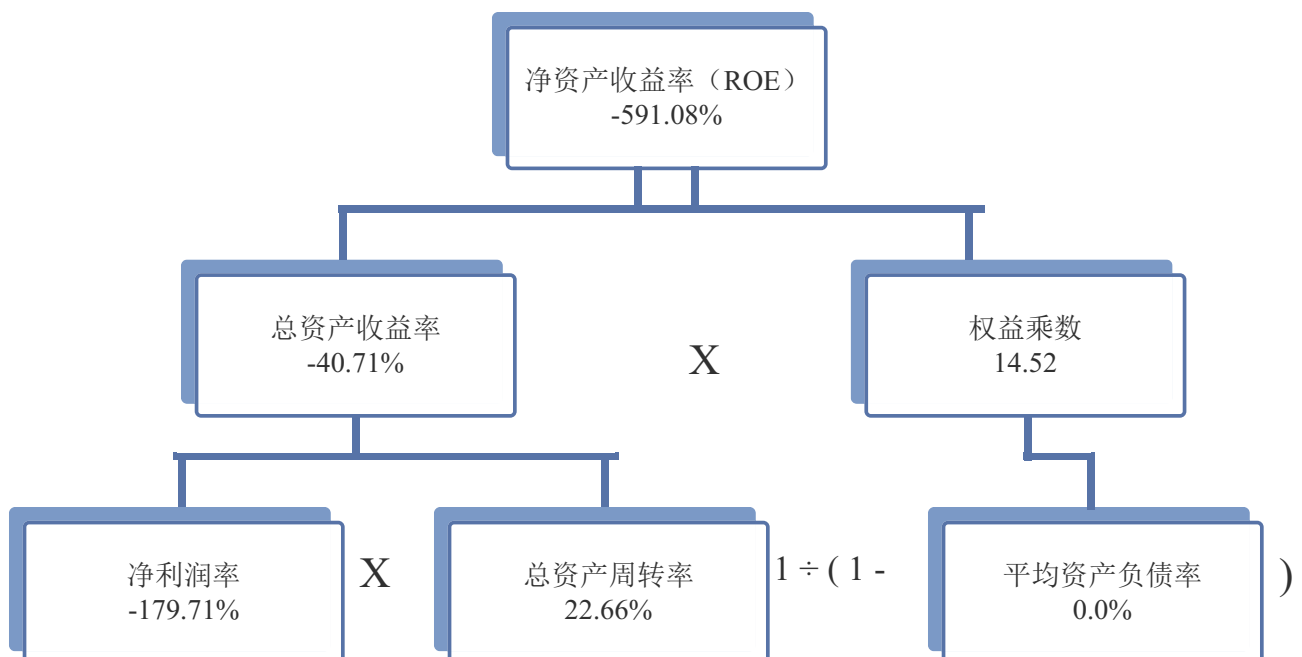 净资产收益率（ROE）
-591.08%
总资产收益率
-40.71%
X
权益乘数
14.52
净利润率
-179.71%
X
总资产周转率
22.66%
1 ÷ ( 1 -
平均资产负债率
0.0%
)